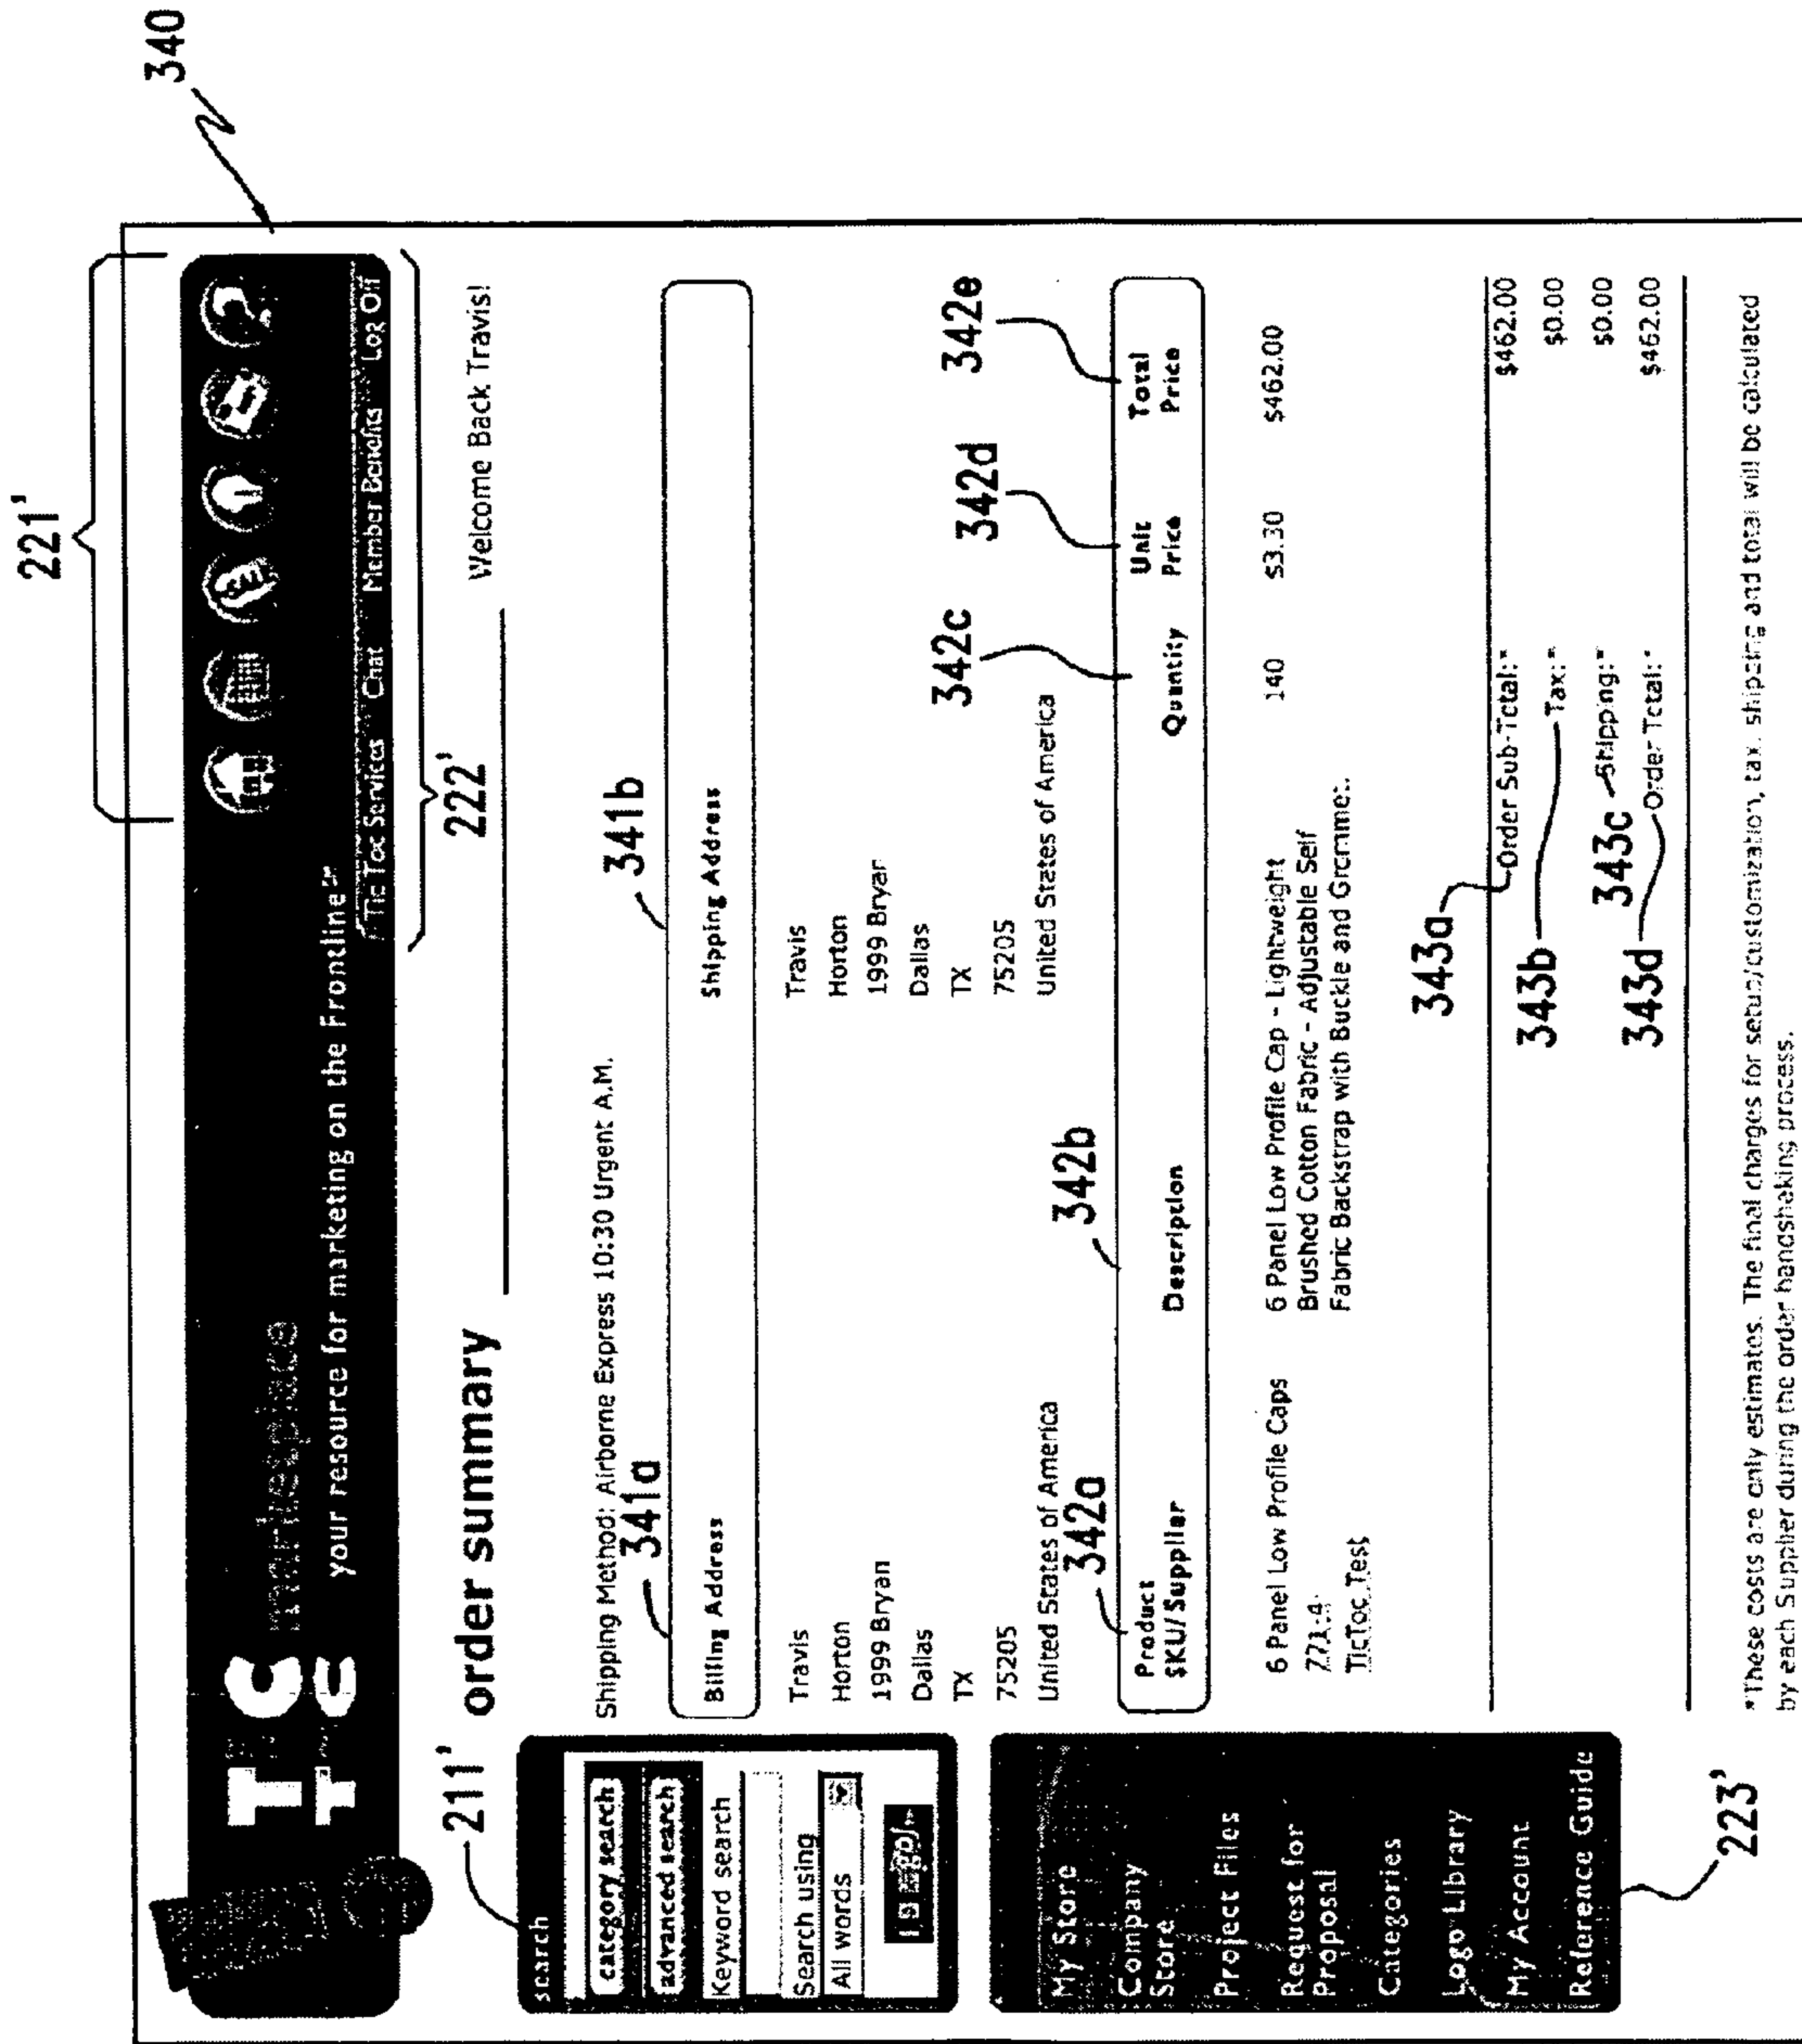 221'
340
TIC
TOC
marketplace
your resource for marketing on the Frontline
Tic Toc Services Chat Member Benefits Log Off
222'
211'
order summary
Welcome Back Travis!
search
category search
advanced search
Keyword search
Search using
All words
go
Shipping Method: Airborne Express 10:30 Urgent A.M.
341a
341b
Billing Address
Shipping Address
Travis
Horton
1999 Bryan
Dallas
TX
75205
United States of America
Travis
Horton
1999 Bryan
Dallas
TX
75205
United States of America
342a
342b
342c
342d
342e
Product SKU/Supplier Description Quantity Unit Price Total Price
6 Panel Low Profile Caps
TicToc Test
6 Panel Low Profile Cap - Lightweight
Brushed Cotton Fabric - Adjustable Self
Fabric Backstrap with Buckle and Grommet.
140 $3.30 $462.00
My Store
Company
Store
Project Files
Request for
Proposal
Categories
Logo Library
My Account
Reference Guide
223'
343a Order Sub-Total:* $462.00
343b Tax:* $0.00
343c Shipping:* $0.00
343d Order Total:* $462.00
*These costs are only estimates. The final charges for setup/customization, tax, shipping and total will be calculated
by each Supplier during the order handshaking process.